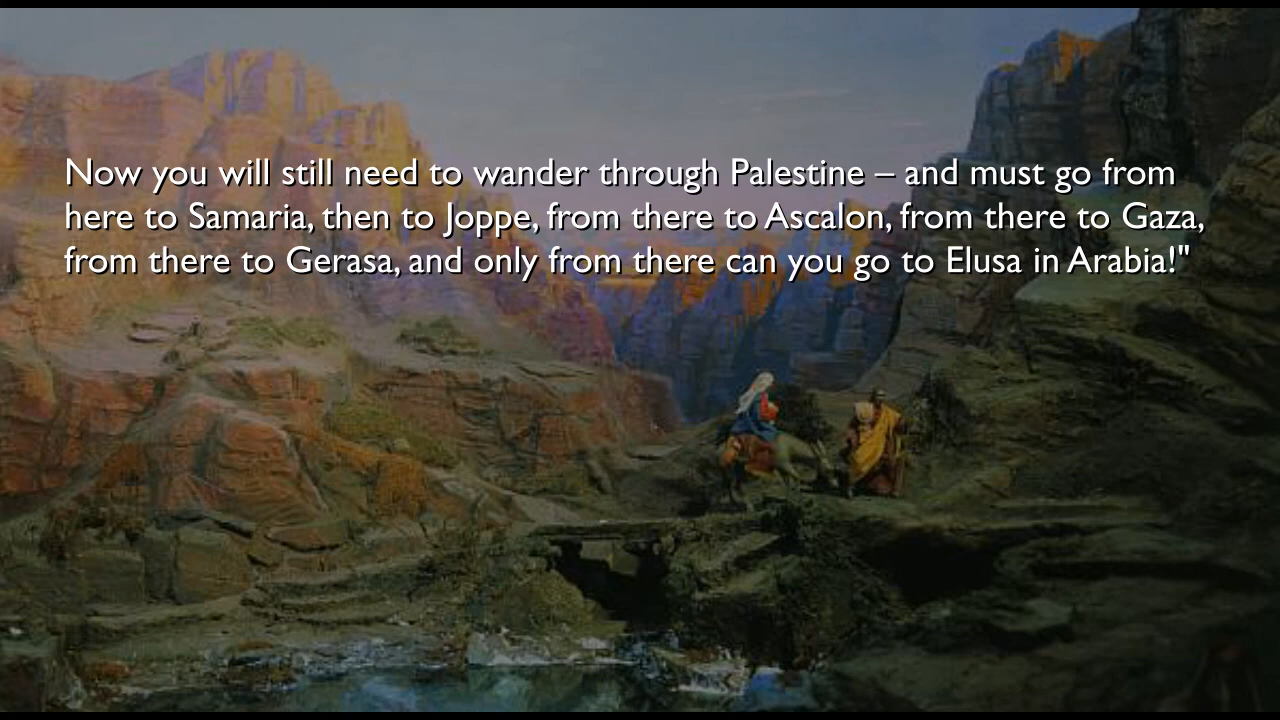 Now you will still need to wander through Palestine – and must go from
here to Samaria, then to Joppe, from there to Ascalon, from there to Gaza,
from there to Gerasa, and only from there can you go to Elusa in Arabia!"